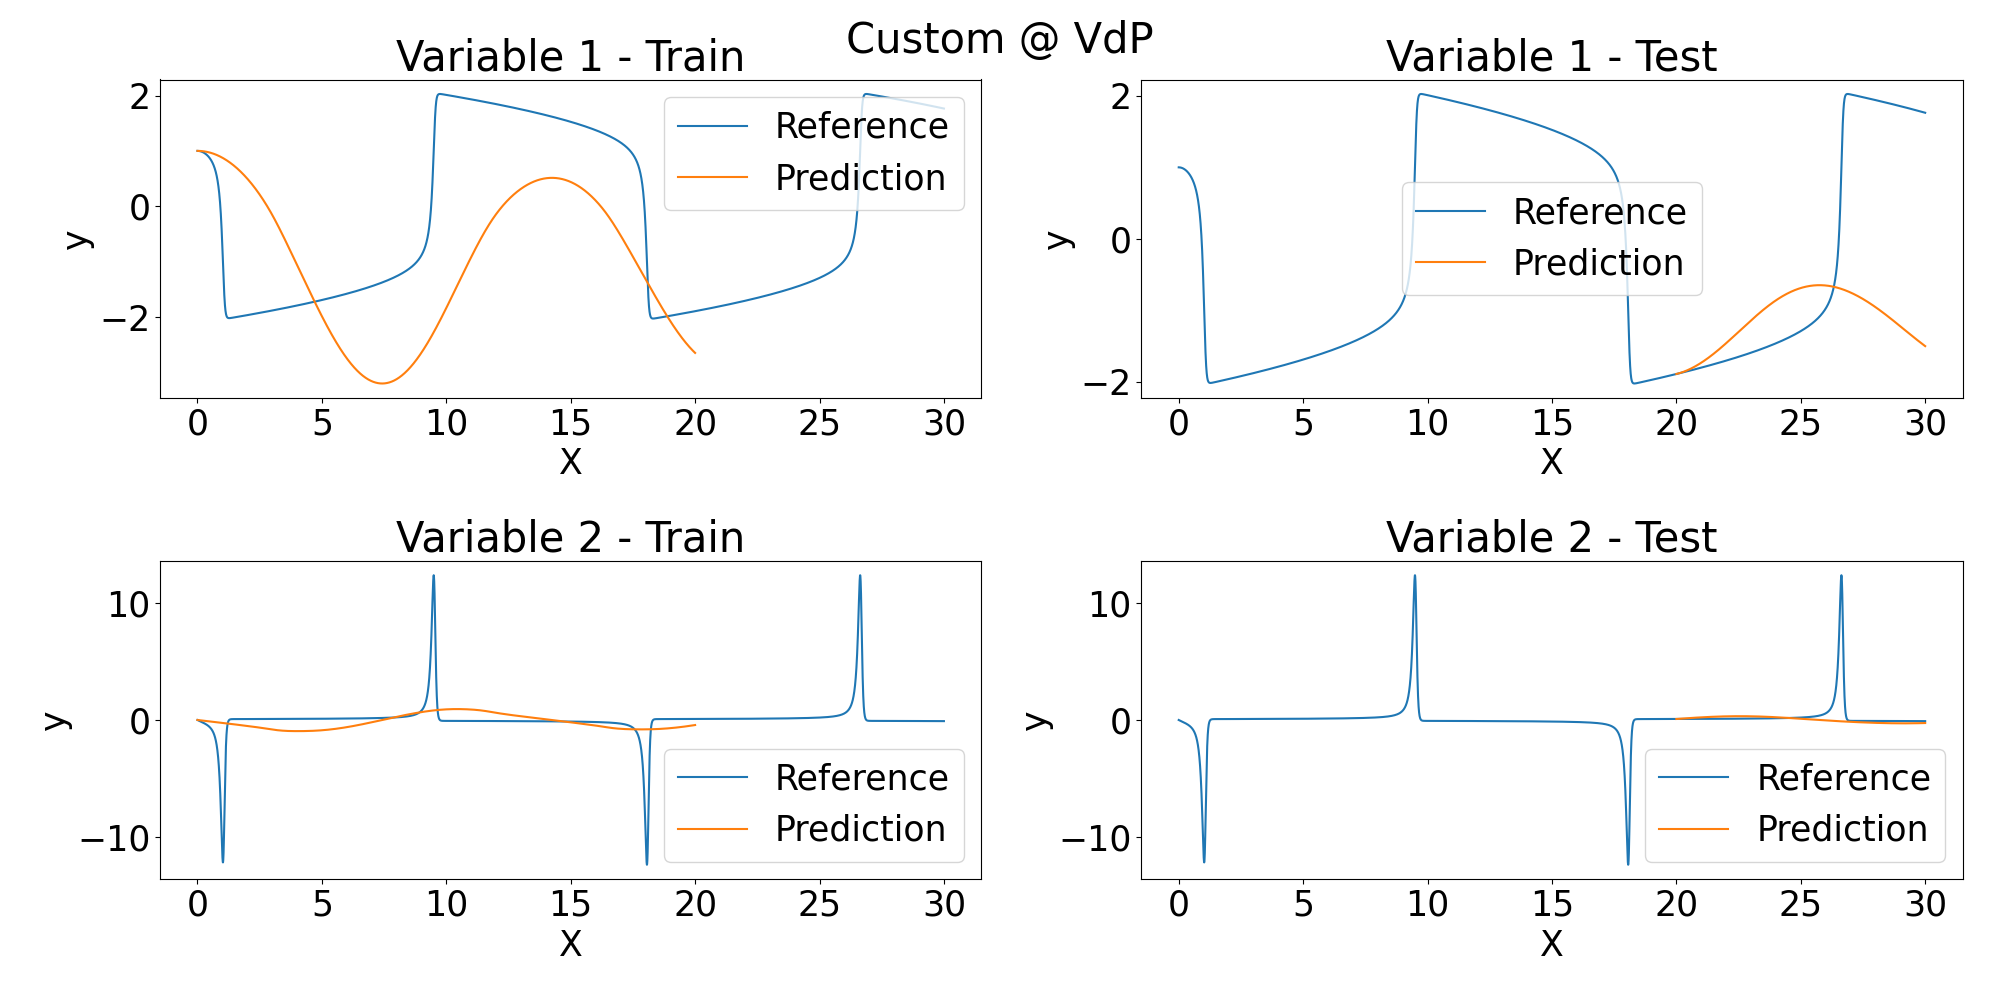 Custom @ VdP
Variable 1 - Train
2
0
−2
y
0 5 10 15 20 25 30
X
Reference
Prediction
Variable 1 - Test
2
0
−2
y
0 5 10 15 20 25 30
X
Reference
Prediction
Variable 2 - Train
10
0
−10
y
0 5 10 15 20 25 30
X
Reference
Prediction
Variable 2 - Test
10
0
−10
y
0 5 10 15 20 25 30
X
Reference
Prediction